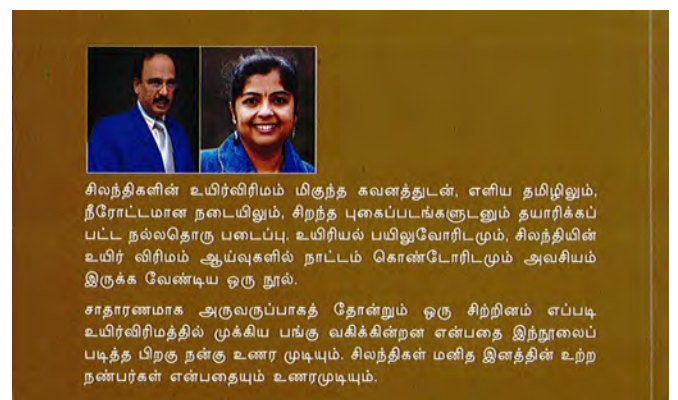 சிலந்திகளின் உயிர்விரிமம் மிகுந்த கவனத்துடன், எளிய தமிழிலும்,
நீரோட்டமான நடையிலும், சிறந்த புகைப்படங்களுடனும் தயாரிக்கப்
பட்ட நல்லதொரு படைப்பு. உயிரியல் பயிலுவோரிடமும், சிலந்தியின்
உயிர் விரிமம் ஆய்வுகளில் நாட்டம் கொண்டோரிடமும் அவசியம்
இருக்க வேண்டிய ஒரு நூல்.
சாதாரணமாக அருவருப்பாகத் தோன்றும் ஒரு சிற்றினம் எப்படி
உயிர்விரிமத்தில் முக்கிய பங்கு வகிக்கின்றன என்பதை இந்நூலைப்
படித்த பிறகு நன்கு உணர முடியும். சிலந்திகள் மனித இனத்தின் உற்ற
நண்பர்கள் என்பதையும் உணரமுடியும்.